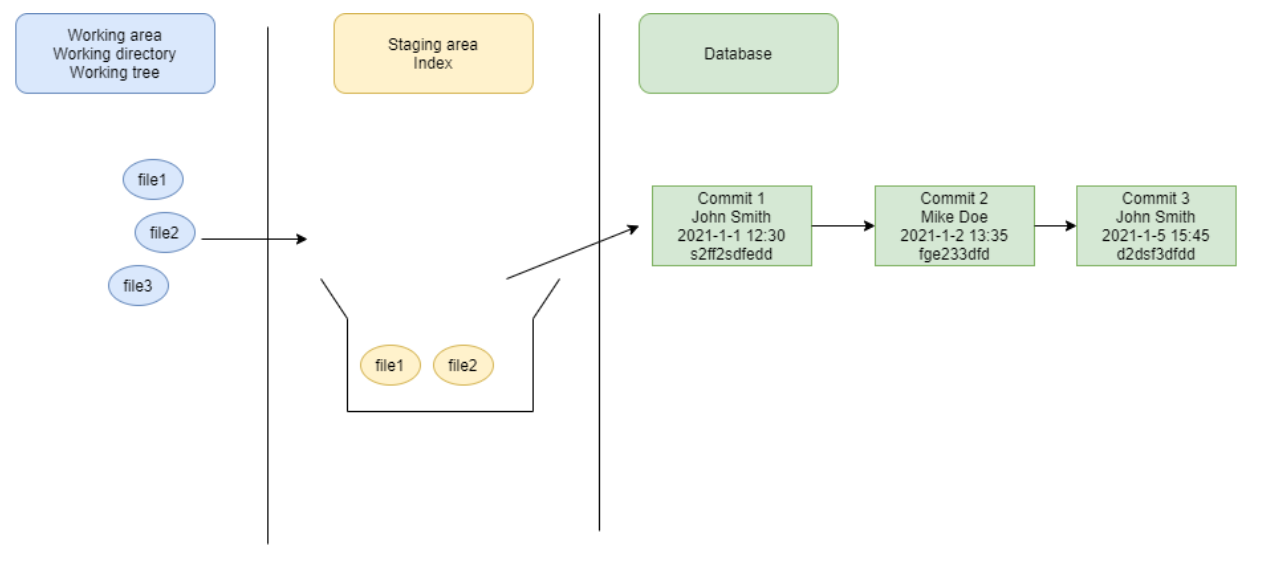 Working area
Working directory
Working tree
Staging area
Index
Database
file1
file2
file3
file1
file2
Commit 1
John Smith
2021-1-1 12:30
s2ff2sdfedd
Commit 2
Mike Doe
2021-1-2 13:35
fge233dfd
Commit 3
John Smith
2021-1-5 15:45
d2dsf3dfdd